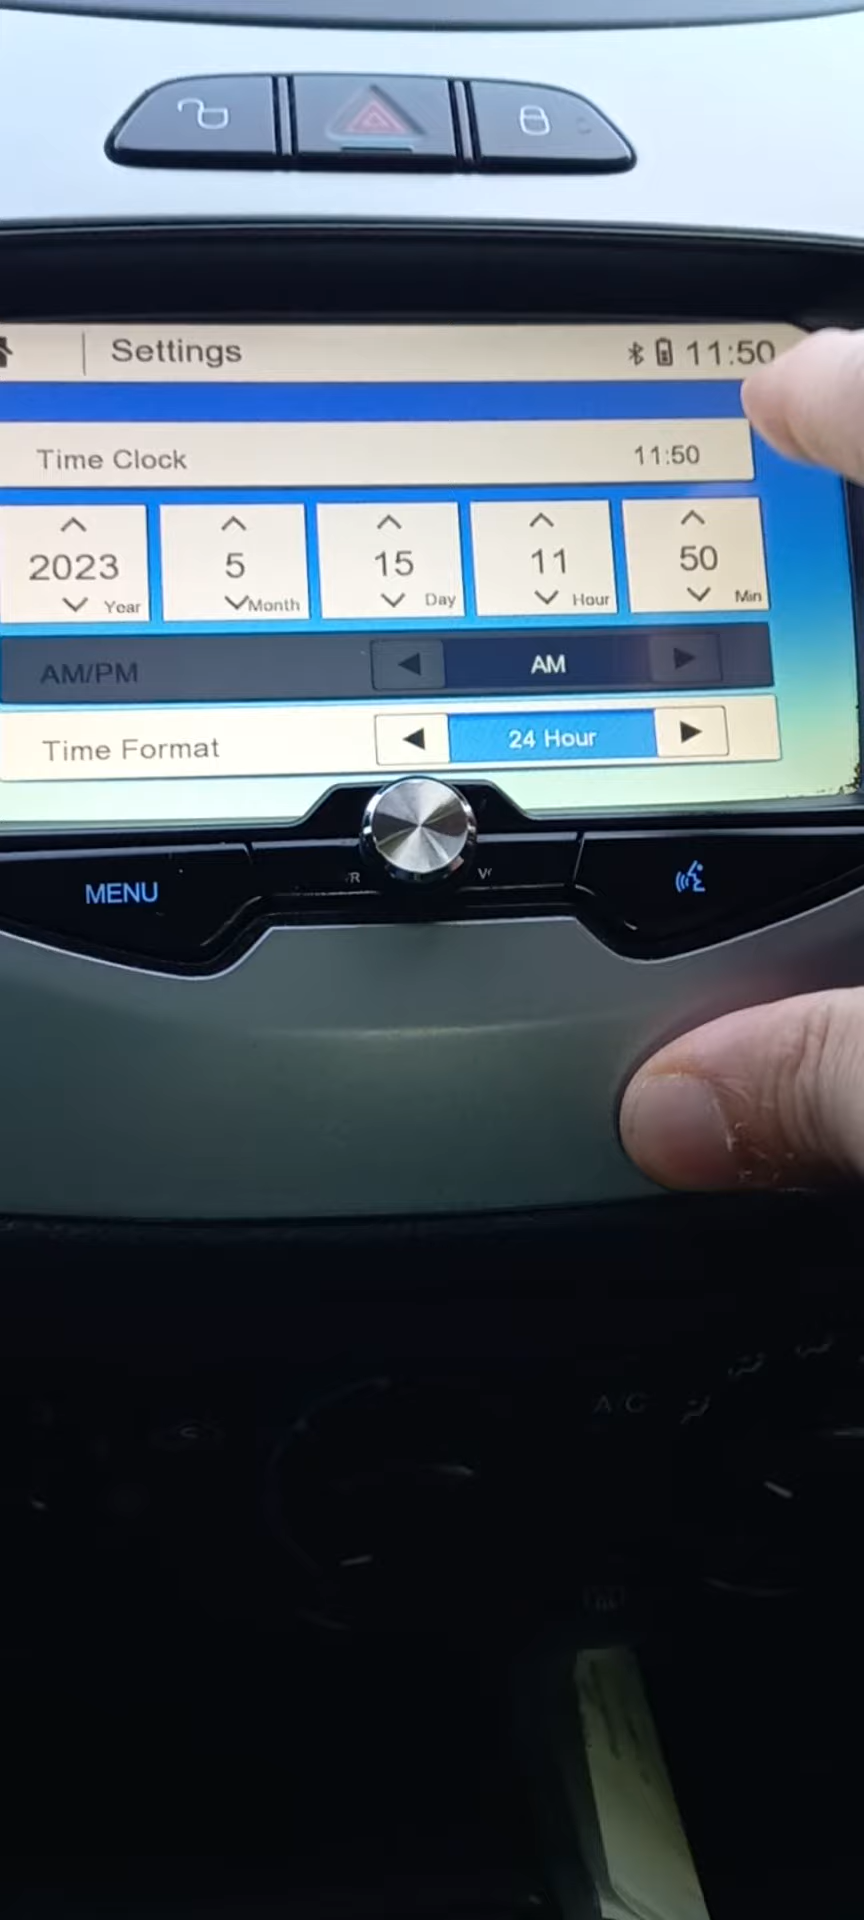 Settings 11:50
Time Clock 11:50
2023 Year
5 Month
15 Day
11 Hour
50 Min
AM/PM AM
Time Format 24 Hour
MENU
A/C